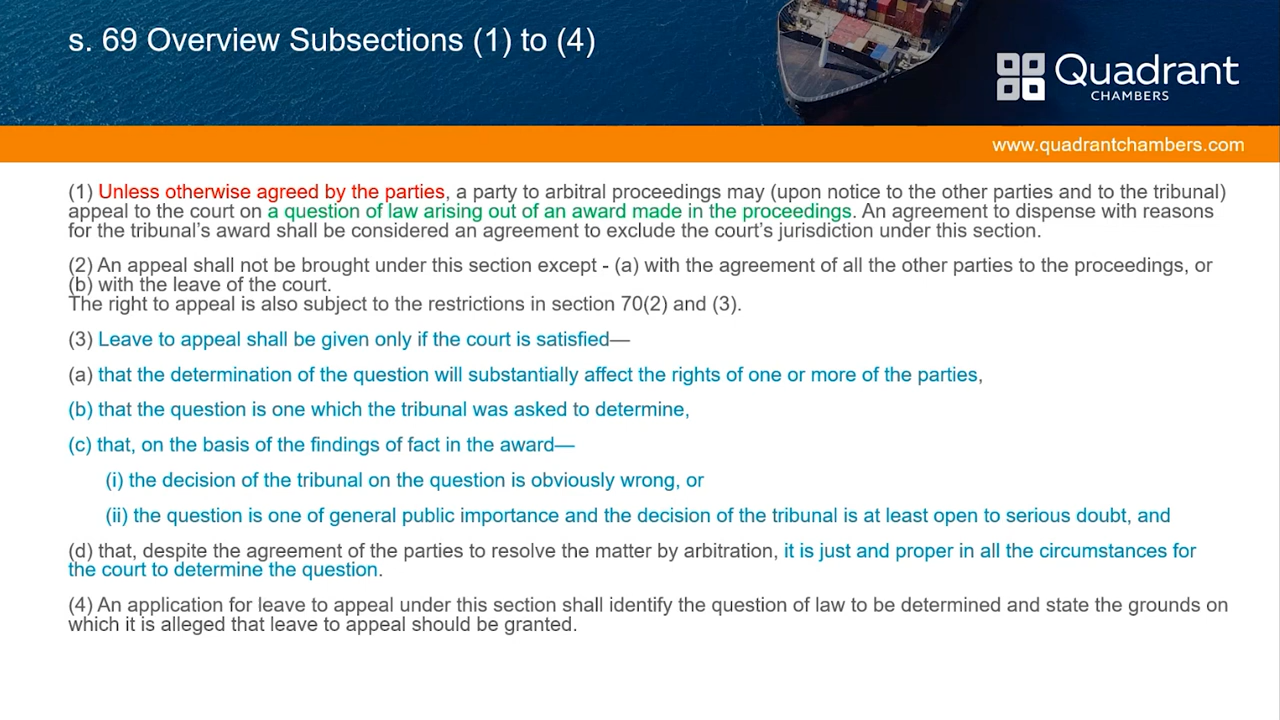 s. 69 Overview Subsections (1) to (4)
Quadrant
CHAMBERS
www.quadrantchambers.com
(1) Unless otherwise agreed by the parties, a party to arbitral proceedings may (upon notice to the other parties and to the tribunal)
appeal to the court on a question of law arising out of an award made in the proceedings. An agreement to dispense with reasons
for the tribunal's award shall be considered an agreement to exclude the court's jurisdiction under this section.
(2) An appeal shall not be brought under this section except - (a) with the agreement of all the other parties to the proceedings, or
(b) with the leave of the court.
The right to appeal is also subject to the restrictions in section 70(2) and (3).
(3) Leave to appeal shall be given only if the court is satisfied—
(a) that the determination of the question will substantially affect the rights of one or more of the parties,
(b) that the question is one which the tribunal was asked to determine,
(c) that, on the basis of the findings of fact in the award—
(i) the decision of the tribunal on the question is obviously wrong, or
(ii) the question is one of general public importance and the decision of the tribunal is at least open to serious doubt, and
(d) that, despite the agreement of the parties to resolve the matter by arbitration, it is just and proper in all the circumstances for
the court to determine the question.
(4) An application for leave to appeal under this section shall identify the question of law to be determined and state the grounds on
which it is alleged that leave to appeal should be granted.